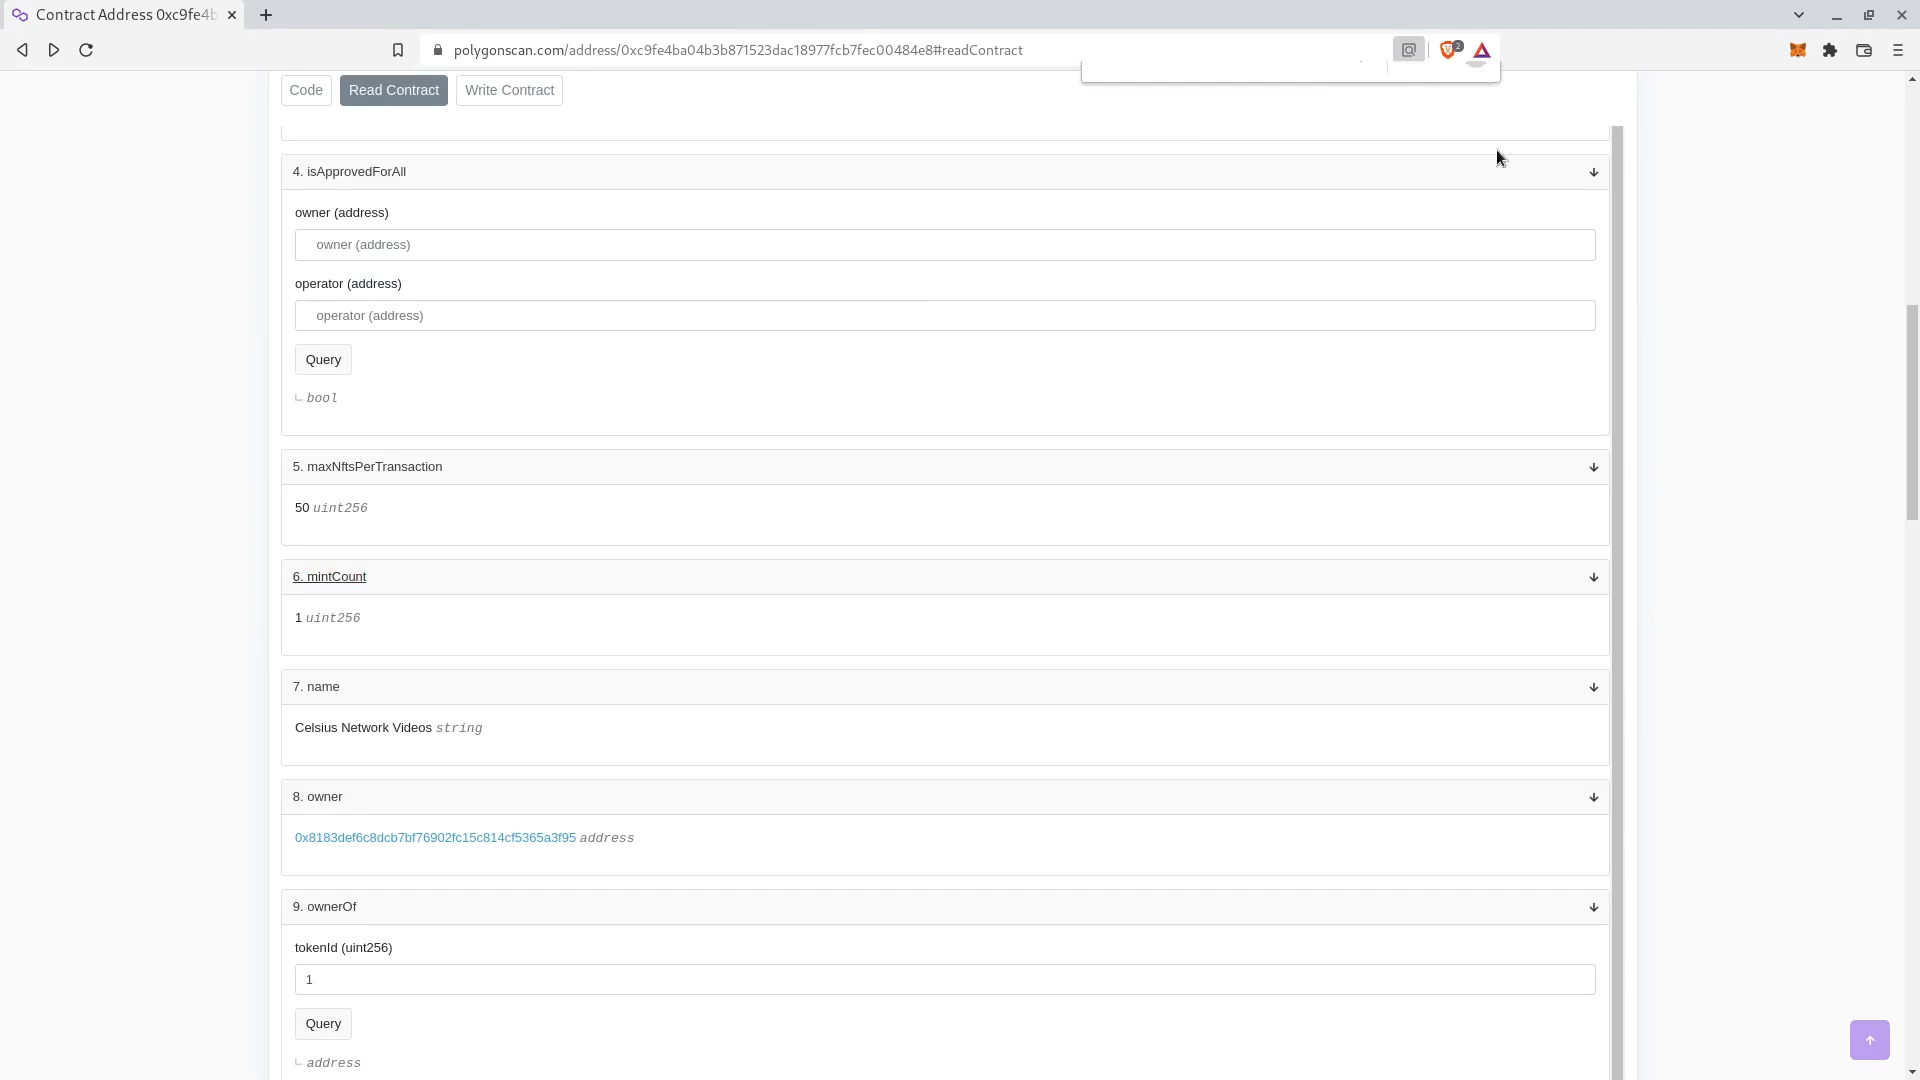 Contract Address 0xc9fe4b
polygonscan.com/address/0xc9fe4ba04b3b871523dac18977fcb7fec00484e8#readContract
2
Code
Read Contract
Write Contract
4. isApprovedForAll
owner (address)
owner (address)
operator (address)
operator (address)
Query
bool
5. maxNftsPerTransaction
50 uint256
6. mintCount
1 uint256
7. name
Celsius Network Videos string
8. owner
0x8183def6c8dcb7bf76902fc15c814cf5365a3f95 address
9. ownerOf
tokenId (uint256)
1
Query
address